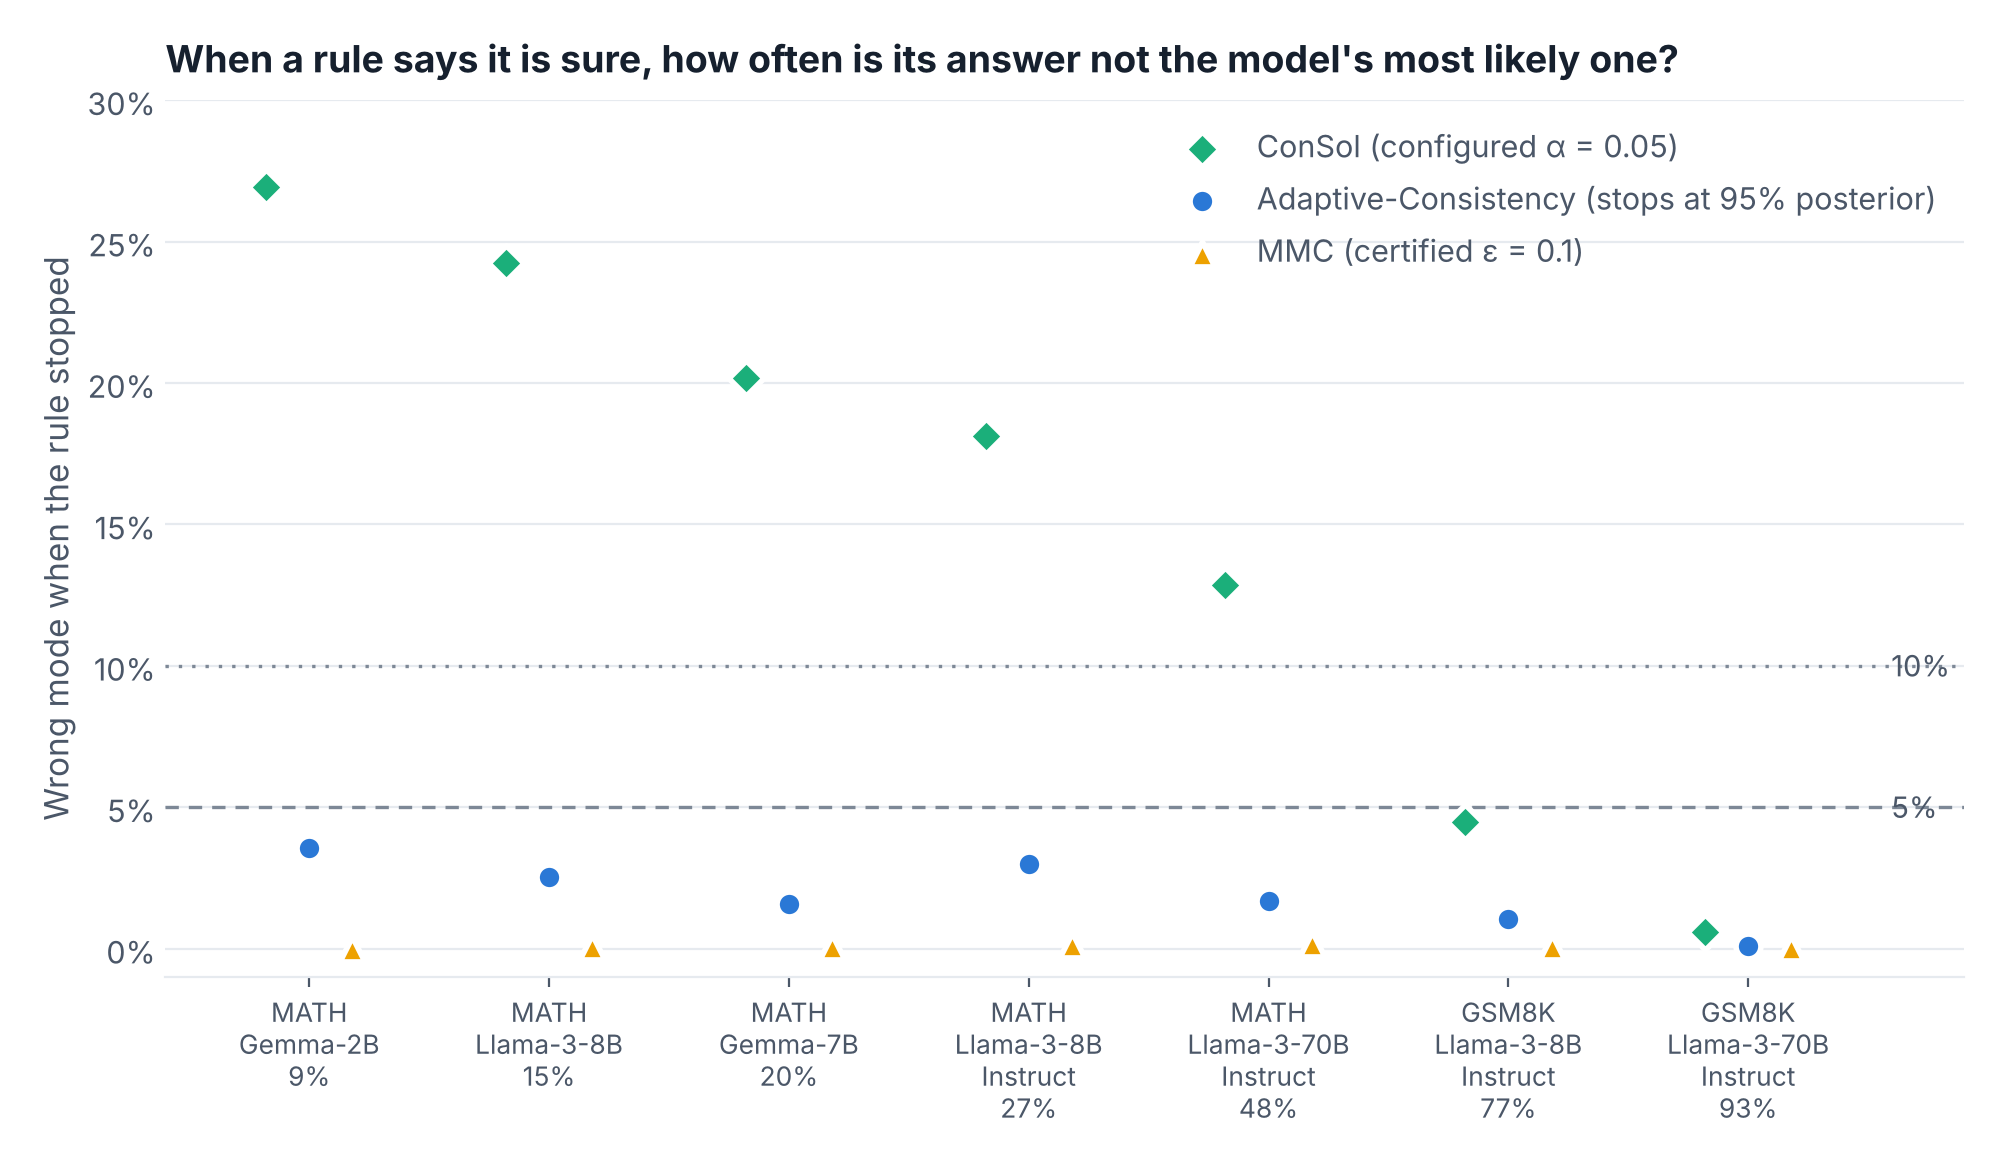 When a rule says it is sure, how often is its answer not the model's most likely one?
Wrong mode when the rule stopped
30%
25%
20%
15%
10%
5%
0%
ConSol (configured α = 0.05)
Adaptive-Consistency (stops at 95% posterior)
MMC (certified ε = 0.1)
10%
5%
MATH
Gemma-2B
9%
MATH
Llama-3-8B
15%
MATH
Gemma-7B
20%
MATH
Llama-3-8B
Instruct
27%
MATH
Llama-3-70B
Instruct
48%
GSM8K
Llama-3-8B
Instruct
77%
GSM8K
Llama-3-70B
Instruct
93%